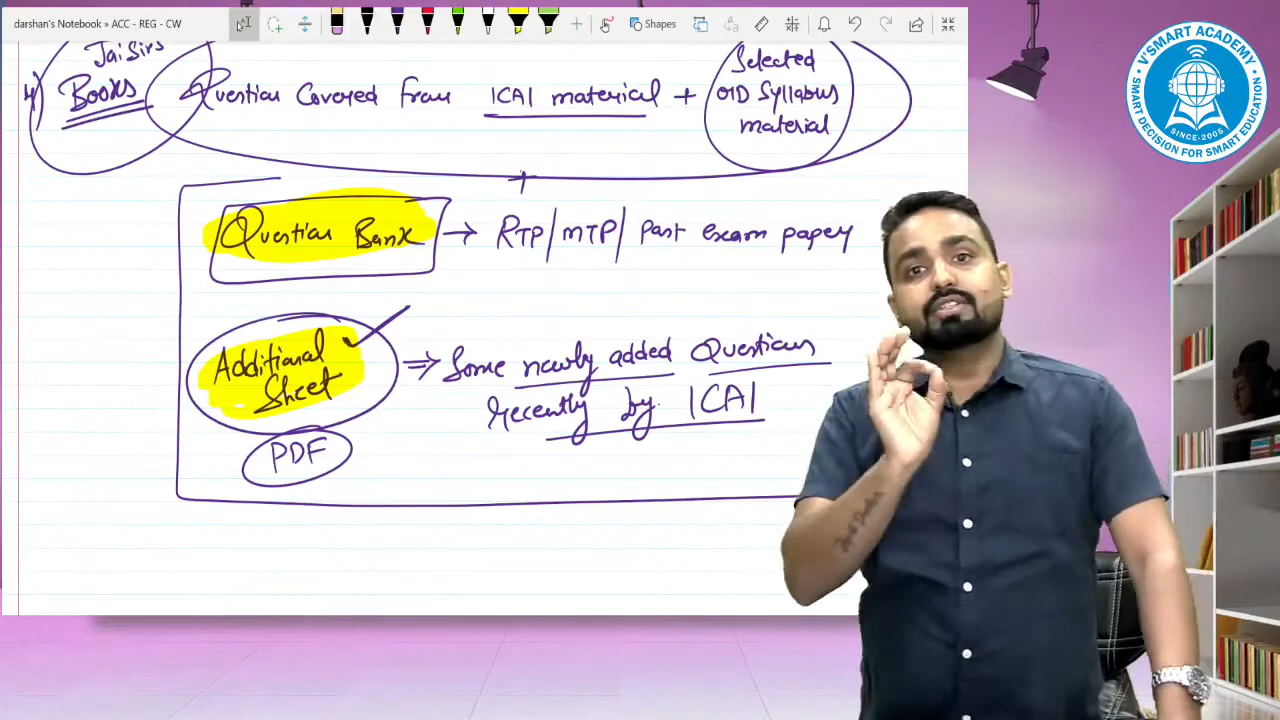 darshan's Notebook » ACC - REG - CW
Shapes
Jai Sirs
4) Books Question Covered from ICAI material + Selected Old Syllabus material
Question Bank → RTP/MTP/ Past exam papers
Additional Sheet ⇒ Some newly added Questions
recently by ICAI
PDF
V'SMART ACADEMY
SINCE-2005
SMART DECISION FOR SMART EDUCATION